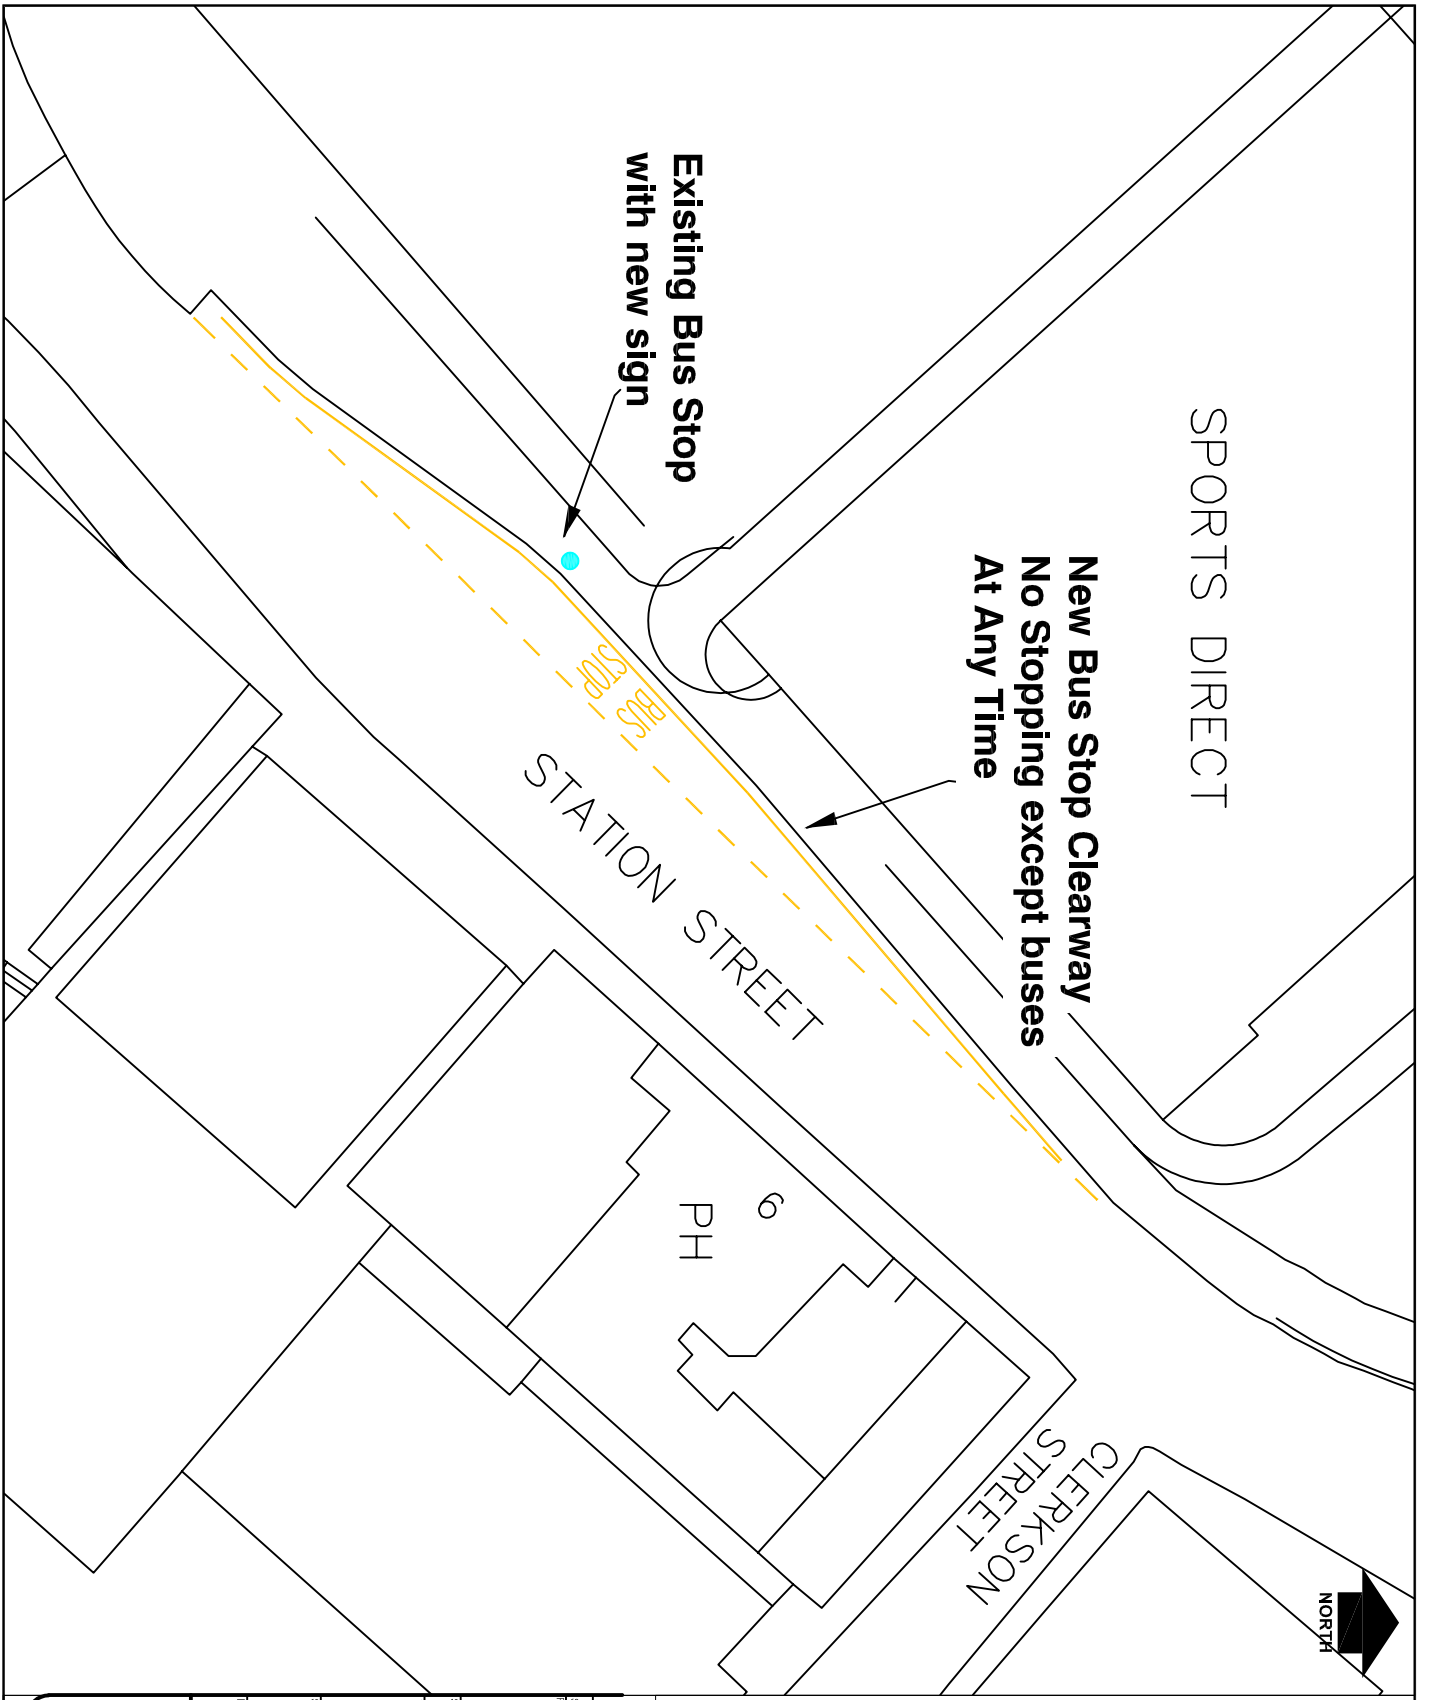 SPORTS DIRECT
New Bus Stop Clearway
No Stopping except buses
At Any Time
Existing Bus Stop
with new sign
BUS
STOP
STATION STREET
6
PH
CLERKSON
STREET
NORTH